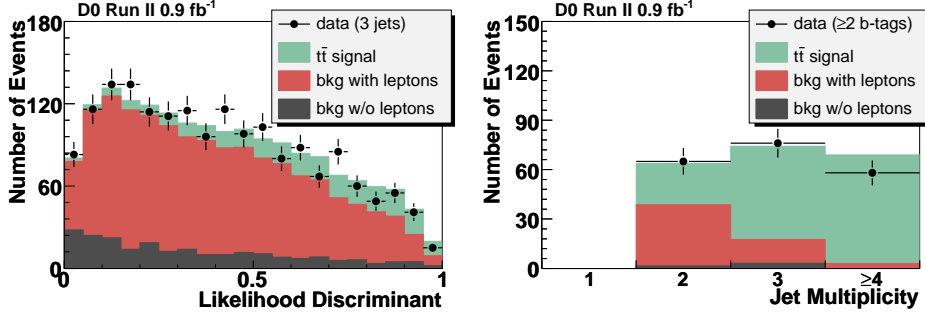 D0 Run II 0.9 fb⁻¹
Number of Events
180
120
60
0
data (3 jets)
tt̄ signal
bkg with leptons
bkg w/o leptons
0 0.5 1
Likelihood Discriminant
D0 Run II 0.9 fb⁻¹
Number of Events
150
120
90
60
30
0
data (≥2 b-tags)
tt̄ signal
bkg with leptons
bkg w/o leptons
1 2 3 ≥4
Jet Multiplicity